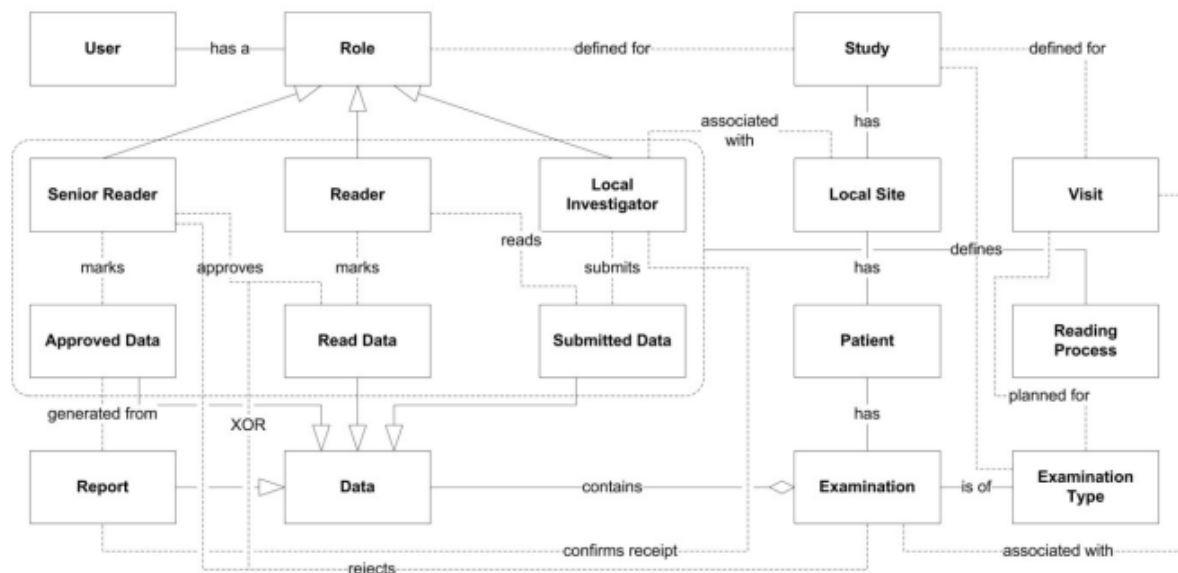 User
has a
Role
defined for
Study
defined for
associated
with
has
Senior Reader
Reader
Local
Investigator
Local Site
Visit
reads
defines
marks
approves
marks
submits
has
Approved Data
Read Data
Submitted Data
Patient
Reading
Process
generated from
XOR
has
planned for
Report
Data
contains
Examination
is of
Examination
Type
confirms receipt
associated with
rejects